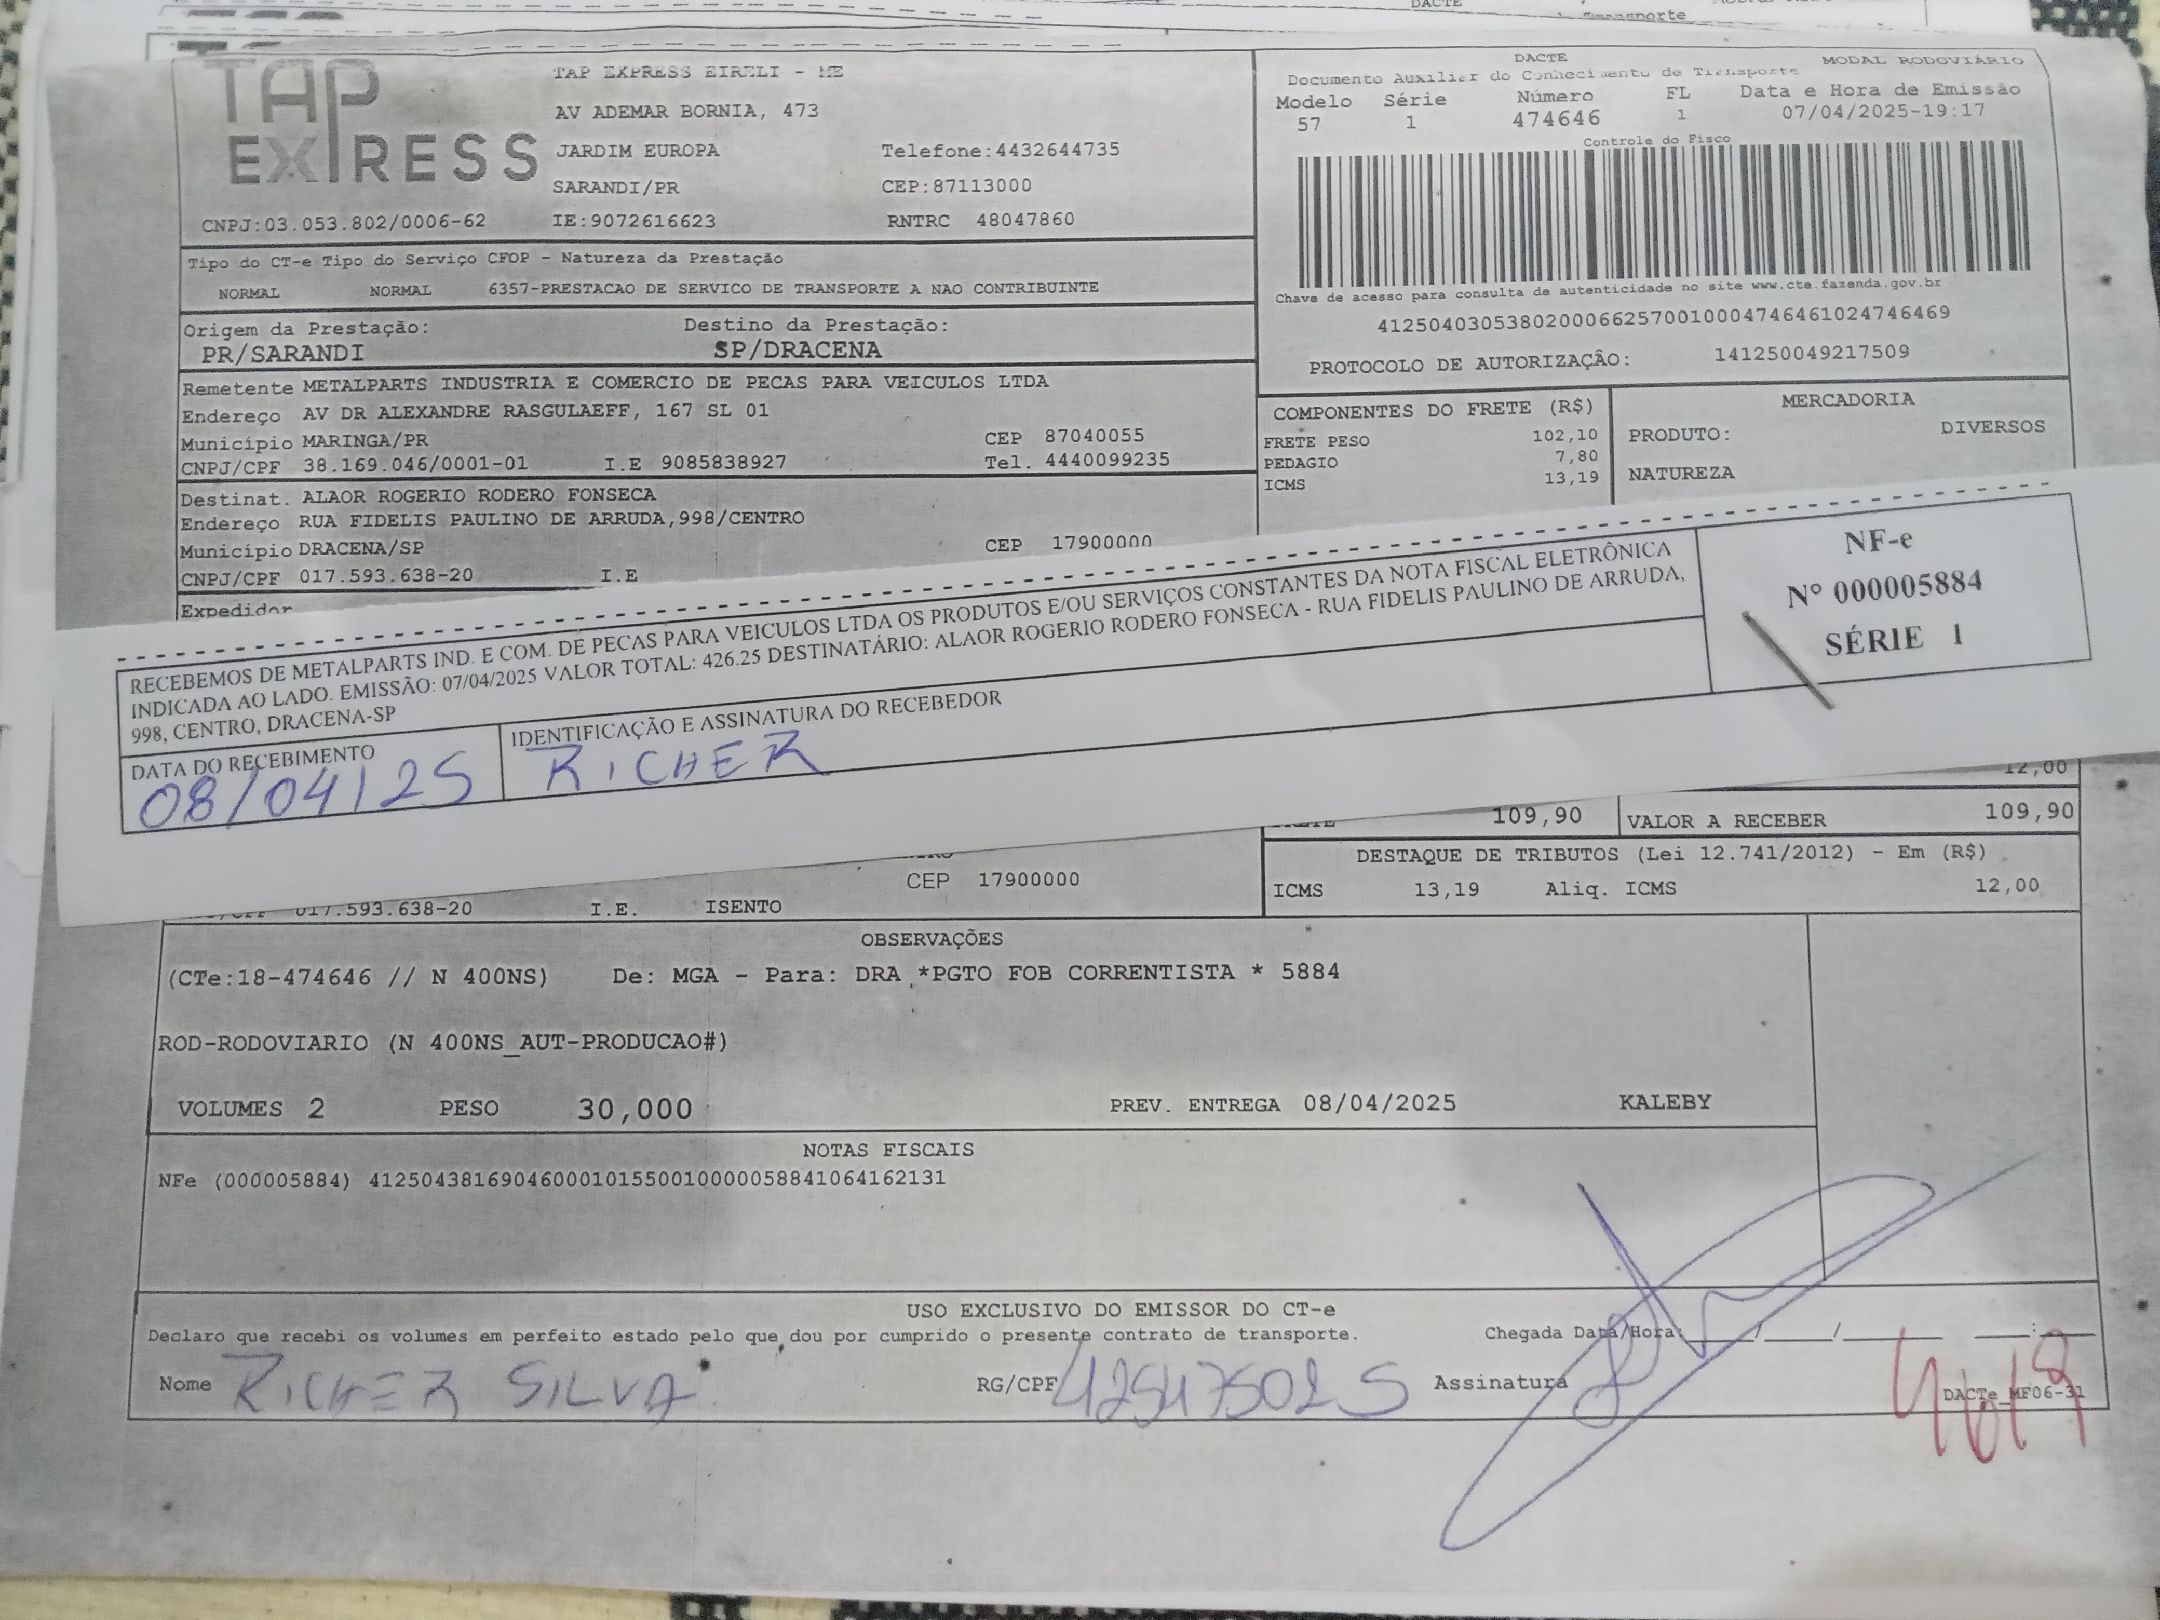 DACTE
Transporte
TAP EXPRESS
TAP EXPRESS EIRELI - ME
AV ADEMAR BORNIA, 473
JARDIM EUROPA Telefone:4432644735
SARANDI/PR CEP:87113000
CNPJ:03.053.802/0006-62 IE:9072616623 RNTRC 48047860
DACTE MODAL RODOVIÁRIO
Documento Auxiliar do Conhecimento de Transporte
Modelo Série Número FL Data e Hora de Emissão
57 1 474646 1 07/04/2025-19:17
Controle do Fisco
Chave de acesso para consulta de autenticidade no site www.cte.fazenda.gov.br
41250403053802000662570010004746461024746469
PROTOCOLO DE AUTORIZAÇÃO: 141250049217509
Tipo do CT-e Tipo do Serviço CFOP - Natureza da Prestação
NORMAL NORMAL 6357-PRESTACAO DE SERVICO DE TRANSPORTE A NAO CONTRIBUINTE
Origem da Prestação: Destino da Prestação:
PR/SARANDI SP/DRACENA
Remetente METALPARTS INDUSTRIA E COMERCIO DE PECAS PARA VEICULOS LTDA
Endereço AV DR ALEXANDRE RASGULAEFF, 167 SL 01
Município MARINGA/PR CEP 87040055
CNPJ/CPF 38.169.046/0001-01 I.E 9085838927 Tel. 4440099235
COMPONENTES DO FRETE (R$)
FRETE PESO 102,10
PEDAGIO 7,80
ICMS 13,19
MERCADORIA
PRODUTO: DIVERSOS
NATUREZA
Destinat. ALAOR ROGERIO RODERO FONSECA
Endereço RUA FIDELIS PAULINO DE ARRUDA,998/CENTRO
Município DRACENA/SP CEP 17900000
CNPJ/CPF 017.593.638-20 I.E
Expedidor
RECEBEMOS DE METALPARTS IND. E COM. DE PECAS PARA VEICULOS LTDA OS PRODUTOS E/OU SERVIÇOS CONSTANTES DA NOTA FISCAL ELETRÔNICA
INDICADA AO LADO. EMISSÃO: 07/04/2025 VALOR TOTAL: 426.25 DESTINATÁRIO: ALAOR ROGERIO RODERO FONSECA - RUA FIDELIS PAULINO DE ARRUDA,
998, CENTRO, DRACENA-SP
DATA DO RECEBIMENTO IDENTIFICAÇÃO E ASSINATURA DO RECEBEDOR
08/04/25 RICHER
NF-e
Nº 000005884
SÉRIE 1
12,00
109,90 VALOR A RECEBER 109,90
DESTAQUE DE TRIBUTOS (Lei 12.741/2012) - Em (R$)
ICMS 13,19 Aliq. ICMS 12,00
CEP 17900000
017.593.638-20 I.E. ISENTO
OBSERVAÇÕES
(CTe:18-474646 // N 400NS) De: MGA - Para: DRA *PGTO FOB CORRENTISTA * 5884
ROD-RODOVIARIO (N 400NS_AUT-PRODUCAO#)
VOLUMES 2 PESO 30,000 PREV. ENTREGA 08/04/2025 KALEBY
NOTAS FISCAIS
NFe (000005884) 41250438169046000101550010000058841064162131
USO EXCLUSIVO DO EMISSOR DO CT-e
Declaro que recebi os volumes em perfeito estado pelo que dou por cumprido o presente contrato de transporte. Chegada Data/Hora: ____/____/______ ___:___
Nome RICHER SILVA RG/CPF 425475025 Assinatura
DACTe_MF06-31